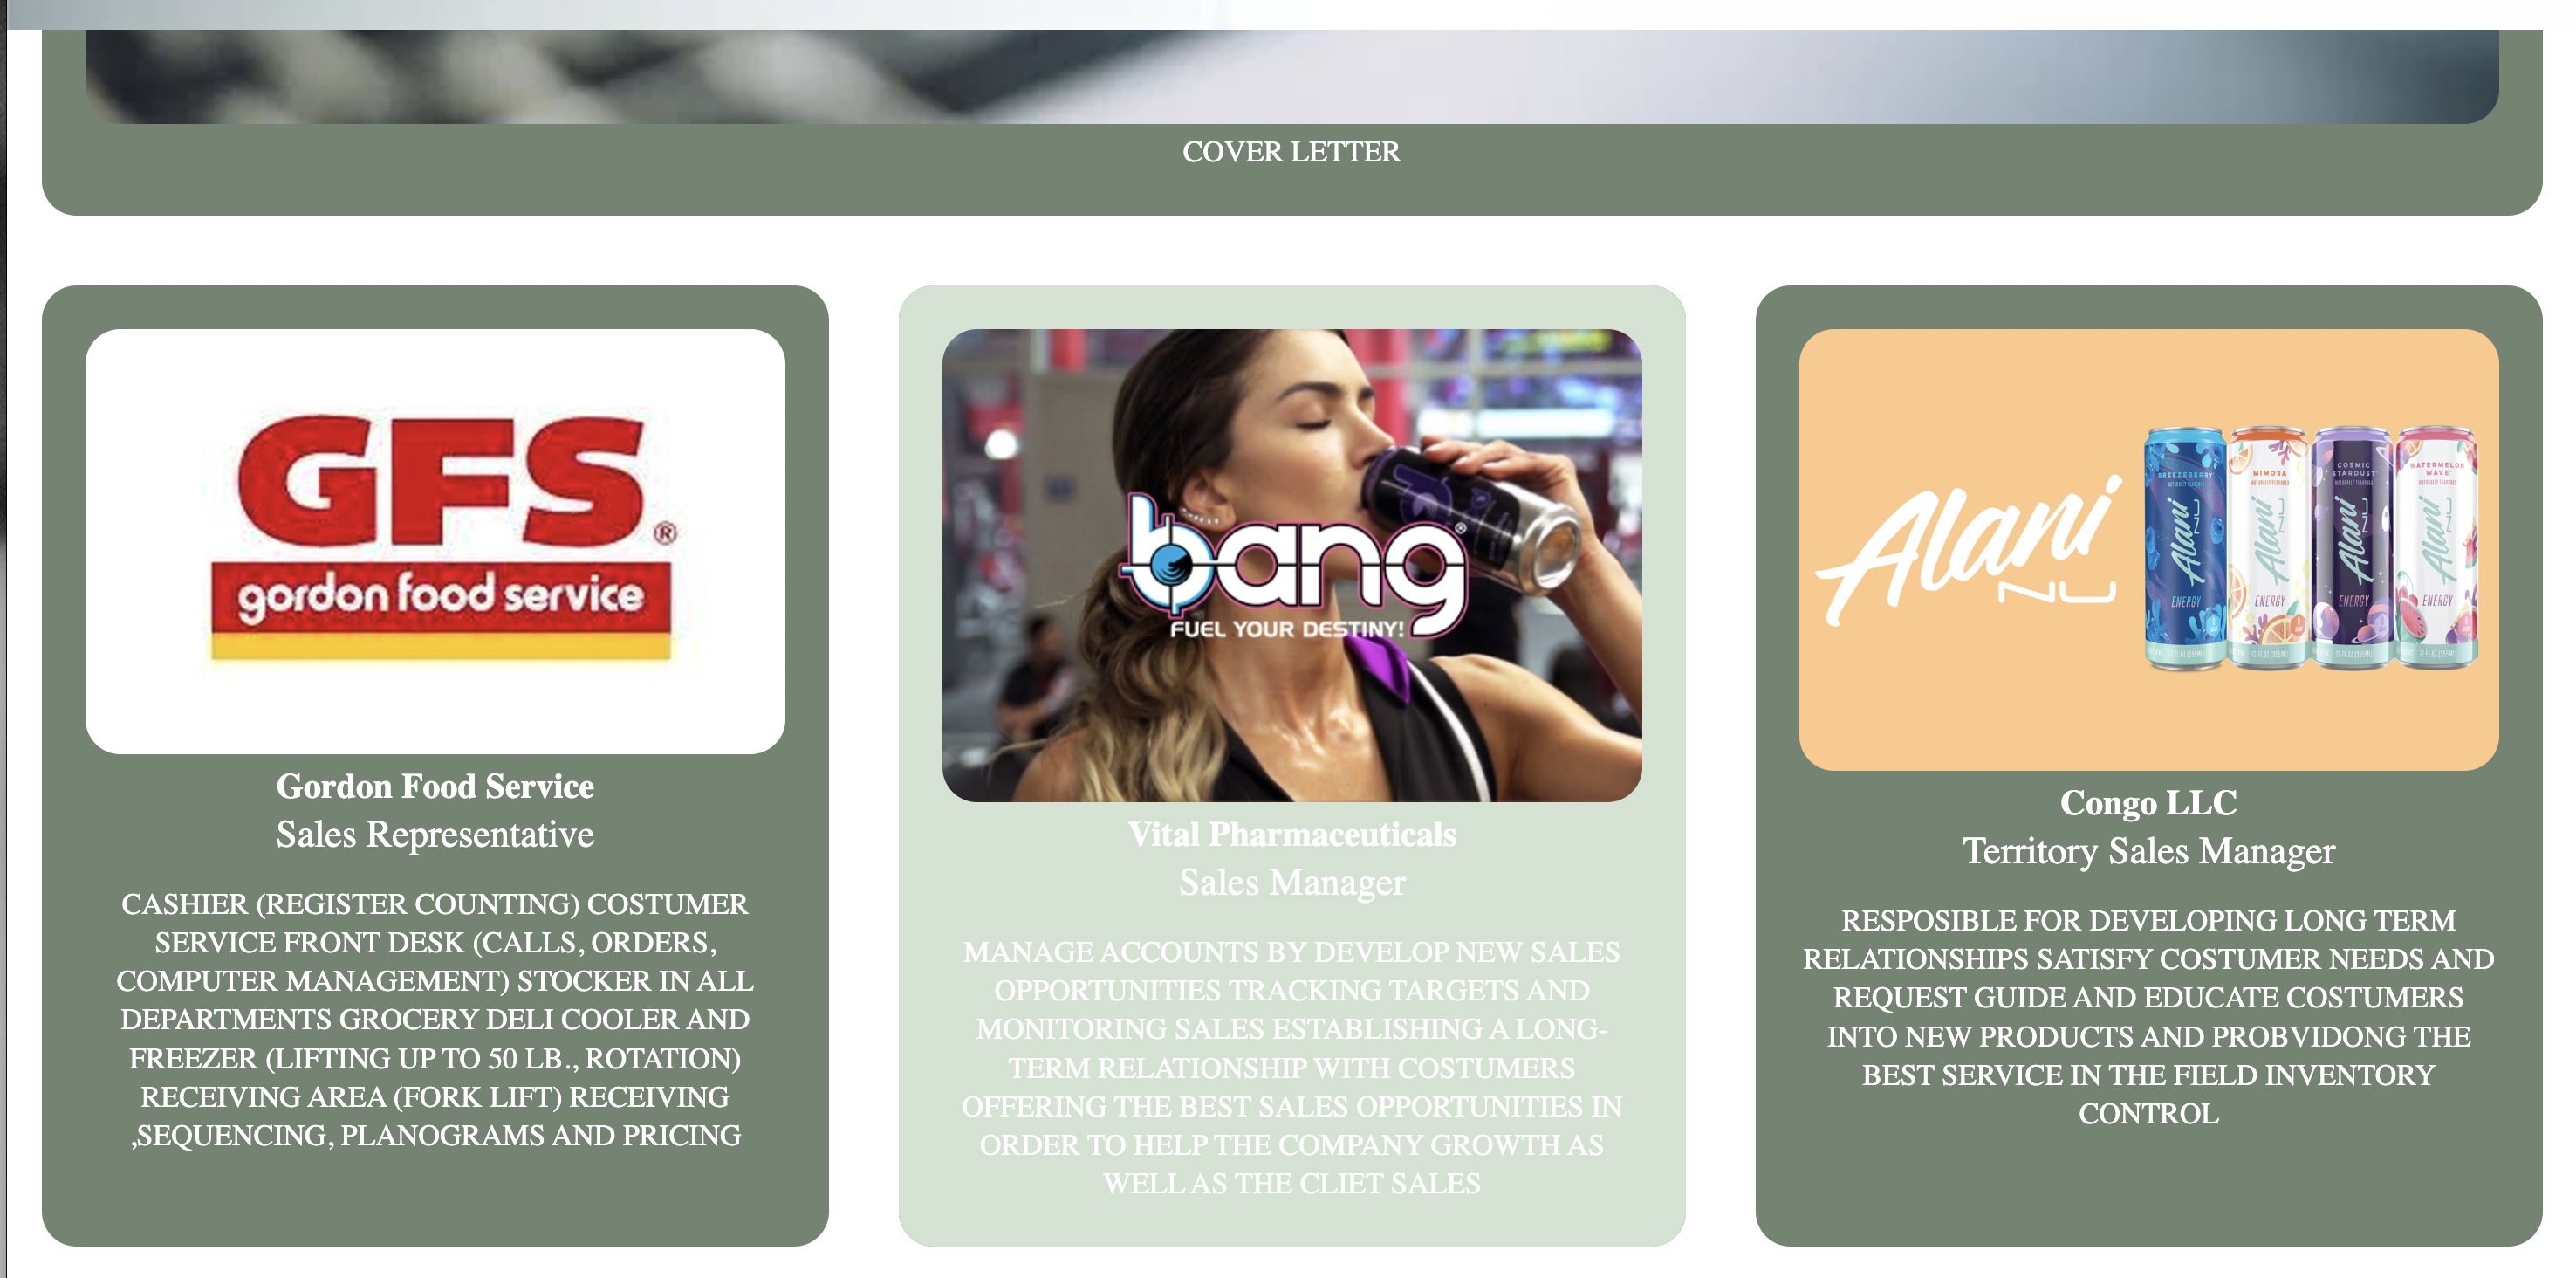 COVER LETTER
GFS®
gordon food service
Gordon Food Service
Sales Representative
CASHIER (REGISTER COUNTING) COSTUMER
SERVICE FRONT DESK (CALLS, ORDERS,
COMPUTER MANAGEMENT) STOCKER IN ALL
DEPARTMENTS GROCERY DELI COOLER AND
FREEZER (LIFTING UP TO 50 LB., ROTATION)
RECEIVING AREA (FORK LIFT) RECEIVING
,SEQUENCING, PLANOGRAMS AND PRICING
bang®
FUEL YOUR DESTINY!
Vital Pharmaceuticals
Sales Manager
MANAGE ACCOUNTS BY DEVELOP NEW SALES
OPPORTUNITIES TRACKING TARGETS AND
MONITORING SALES ESTABLISHING A LONG-
TERM RELATIONSHIP WITH COSTUMERS
OFFERING THE BEST SALES OPPORTUNITIES IN
ORDER TO HELP THE COMPANY GROWTH AS
WELL AS THE CLIET SALES
Alani
NU
BREEZEBERRY
Alani NU
ENERGY
MIMOSA
Alani NU
ENERGY
COSMIC
STARDUST
Alani NU
ENERGY
WATERMELON
WAVE
Alani NU
ENERGY
Congo LLC
Territory Sales Manager
RESPOSIBLE FOR DEVELOPING LONG TERM
RELATIONSHIPS SATISFY COSTUMER NEEDS AND
REQUEST GUIDE AND EDUCATE COSTUMERS
INTO NEW PRODUCTS AND PROBVIDONG THE
BEST SERVICE IN THE FIELD INVENTORY
CONTROL